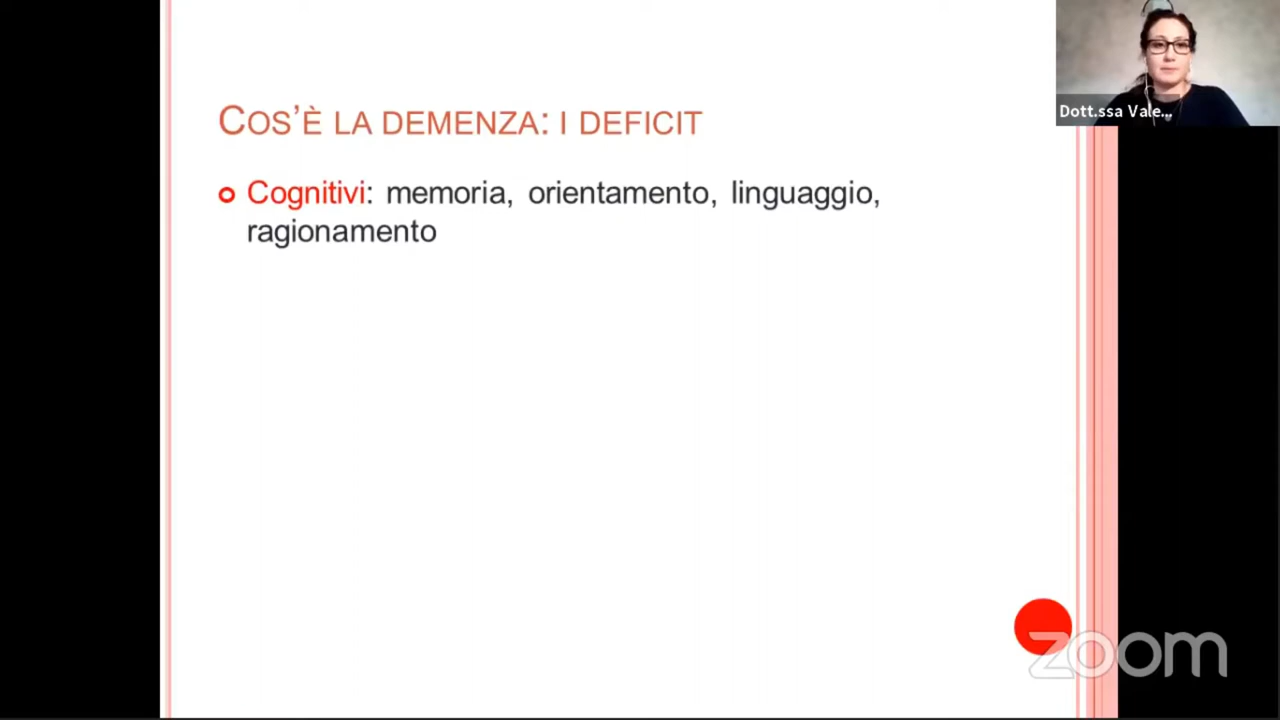 COS'È LA DEMENZA: I DEFICIT
Cognitivi: memoria, orientamento, linguaggio,
ragionamento
Dott.ssa Vale...
zoom